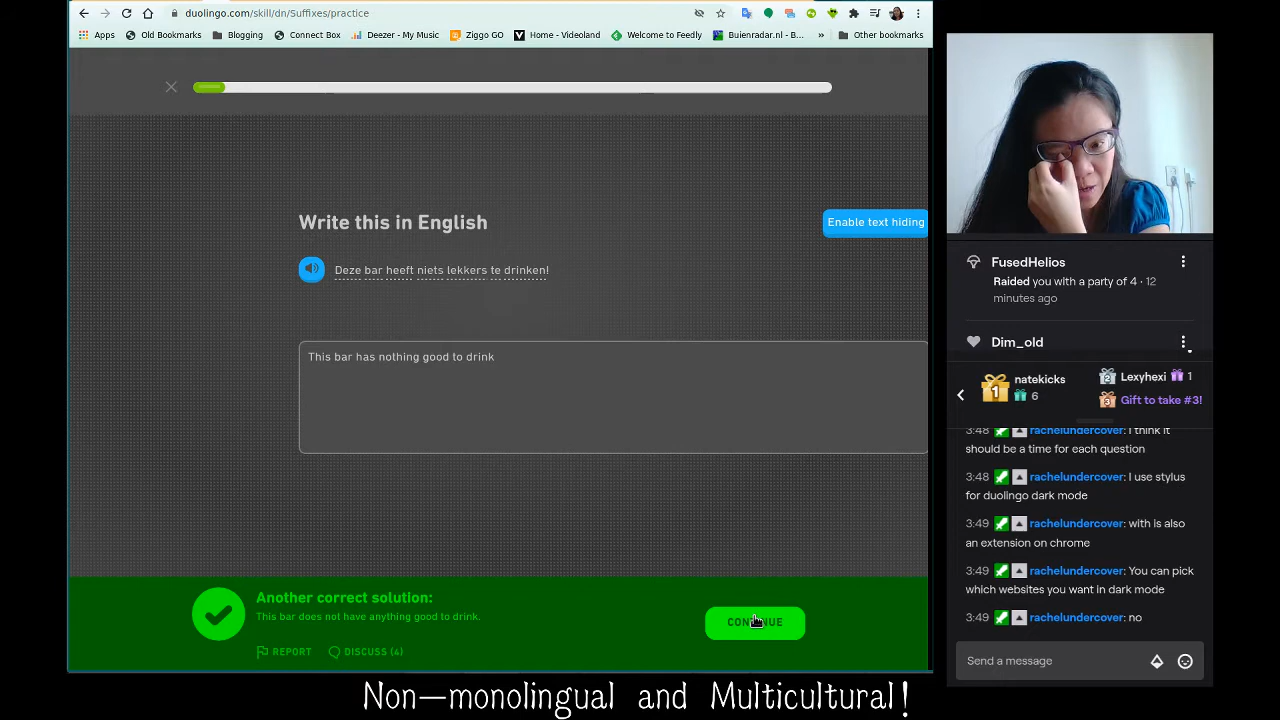 duolingo.com/skill/dn/Suffixes/practice
Apps Old Bookmarks Blogging Connect Box Deezer - My Music Ziggo GO Home - Videoland Welcome to Feedly Buienradar.nl - B... » Other bookmarks
Write this in English
Enable text hiding
Deze bar heeft niets lekkers te drinken!
This bar has nothing good to drink
Another correct solution:
This bar does not have anything good to drink.
CONTINUE
REPORT DISCUSS (4)
FusedHelios
Raided you with a party of 4 · 12
minutes ago
Dim_old
1 natekicks
6
2 Lexyhexi 1
3 Gift to take #3!
3:48 rachelundercover: I think it
should be a time for each question
3:48 rachelundercover: I use stylus
for duolingo dark mode
3:49 rachelundercover: with is also
an extension on chrome
3:49 rachelundercover: You can pick
which websites you want in dark mode
3:49 rachelundercover: no
Send a message
Non-monolingual and Multicultural!